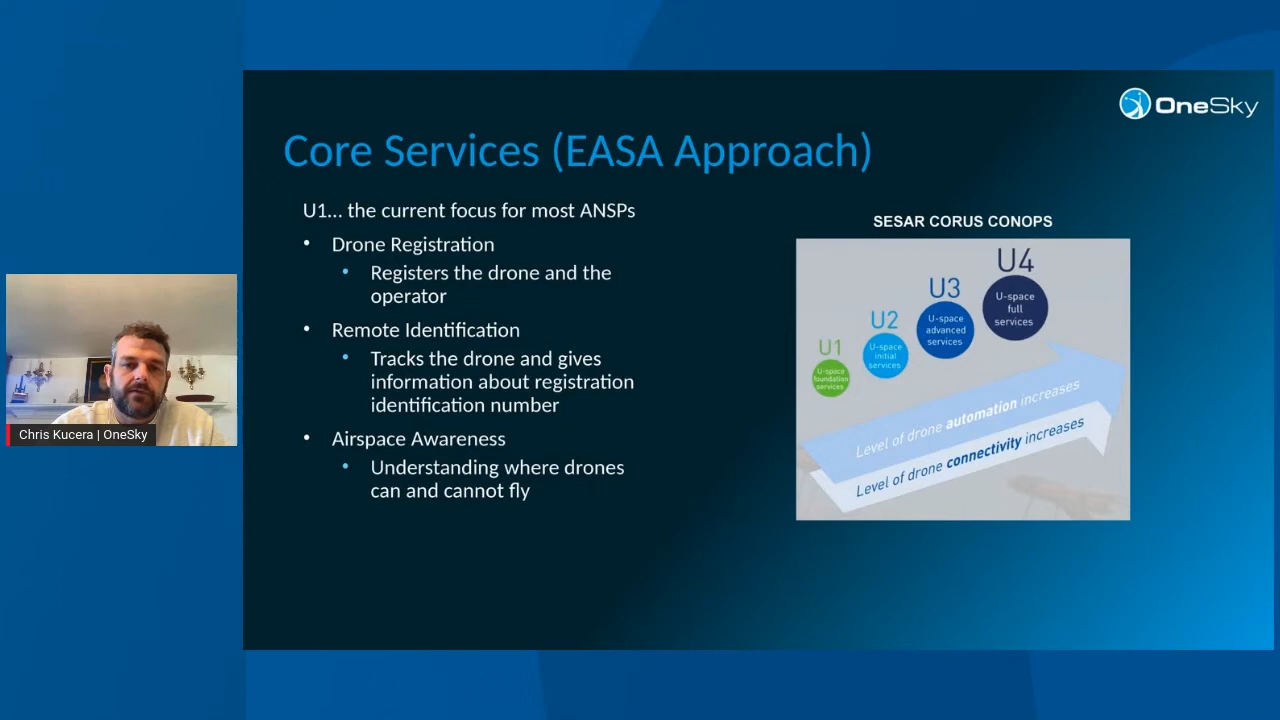 OneSky
Core Services (EASA Approach)
U1... the current focus for most ANSPs
• Drone Registration
• Registers the drone and the
operator
• Remote Identification
• Tracks the drone and gives
information about registration
identification number
• Airspace Awareness
• Understanding where drones
can and cannot fly
SESAR CORUS CONOPS
U1
U-space
foundation
services
U2
U-space
initial
services
U3
U-space
advanced
services
U4
U-space
full
services
Level of drone automation increases
Level of drone connectivity increases
Chris Kucera | OneSky